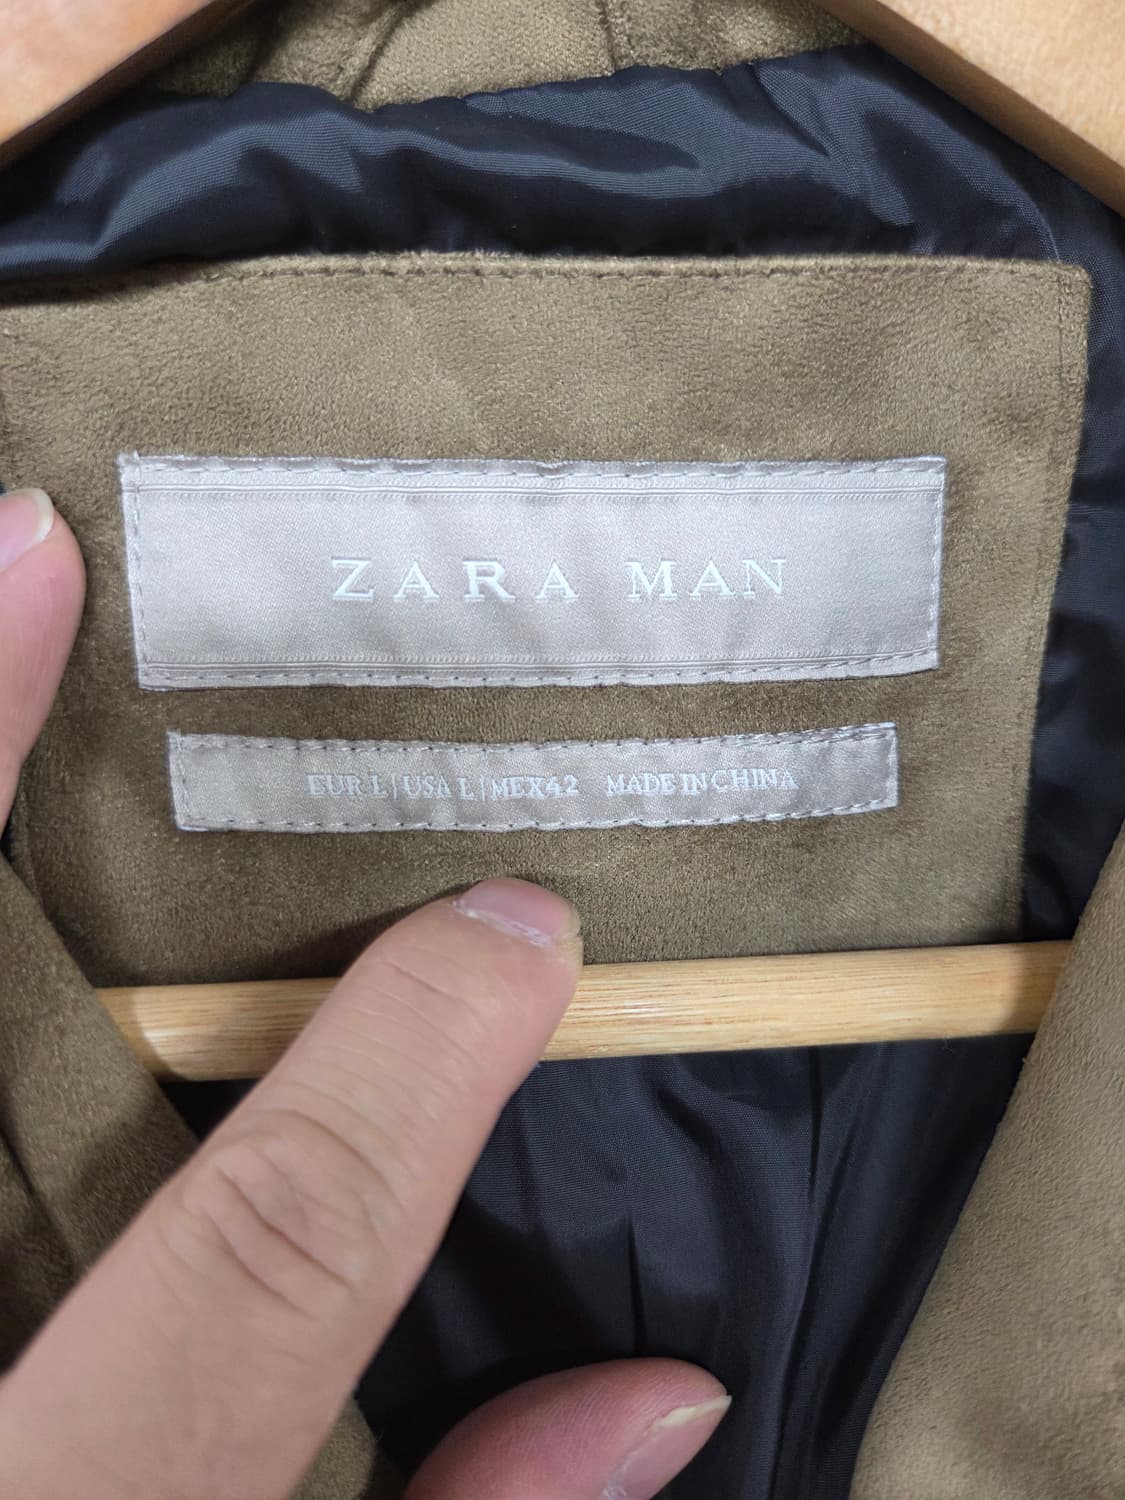 ZARA MAN
EUR L | USA L | MEX 42 MADE IN CHINA